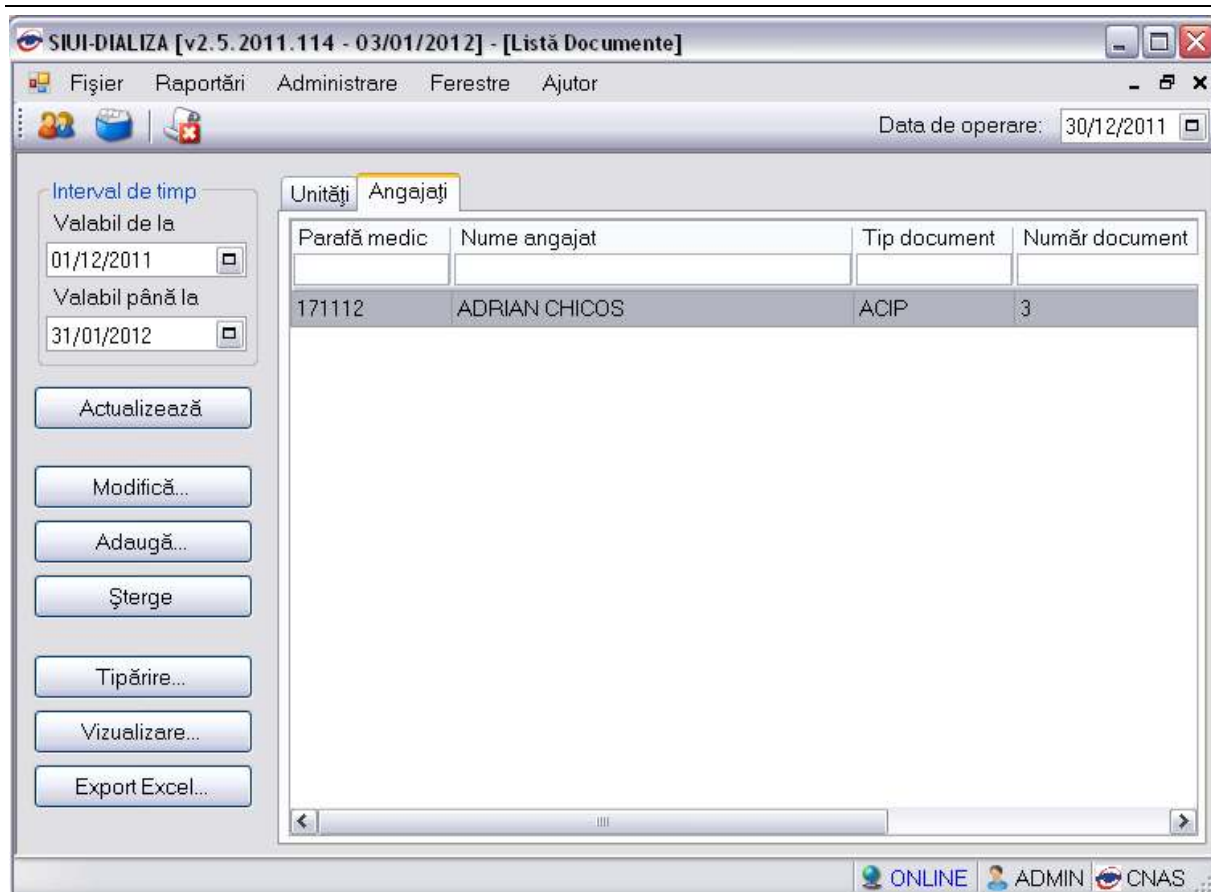 SIUI-DIALIZA [v2.5.2011.114 - 03/01/2012] - [Listă Documente]
Fişier Raportări Administrare Ferestre Ajutor
Data de operare: 30/12/2011
Interval de timp
Valabil de la
01/12/2011
Valabil până la
31/01/2012
Actualizează
Modifică...
Adaugă...
Şterge
Tipărire...
Vizualizare...
Export Excel...
Unităţi Angajaţi
Parafă medic Nume angajat Tip document Număr document
171112 ADRIAN CHICOS ACIP 3
ONLINE ADMIN CNAS